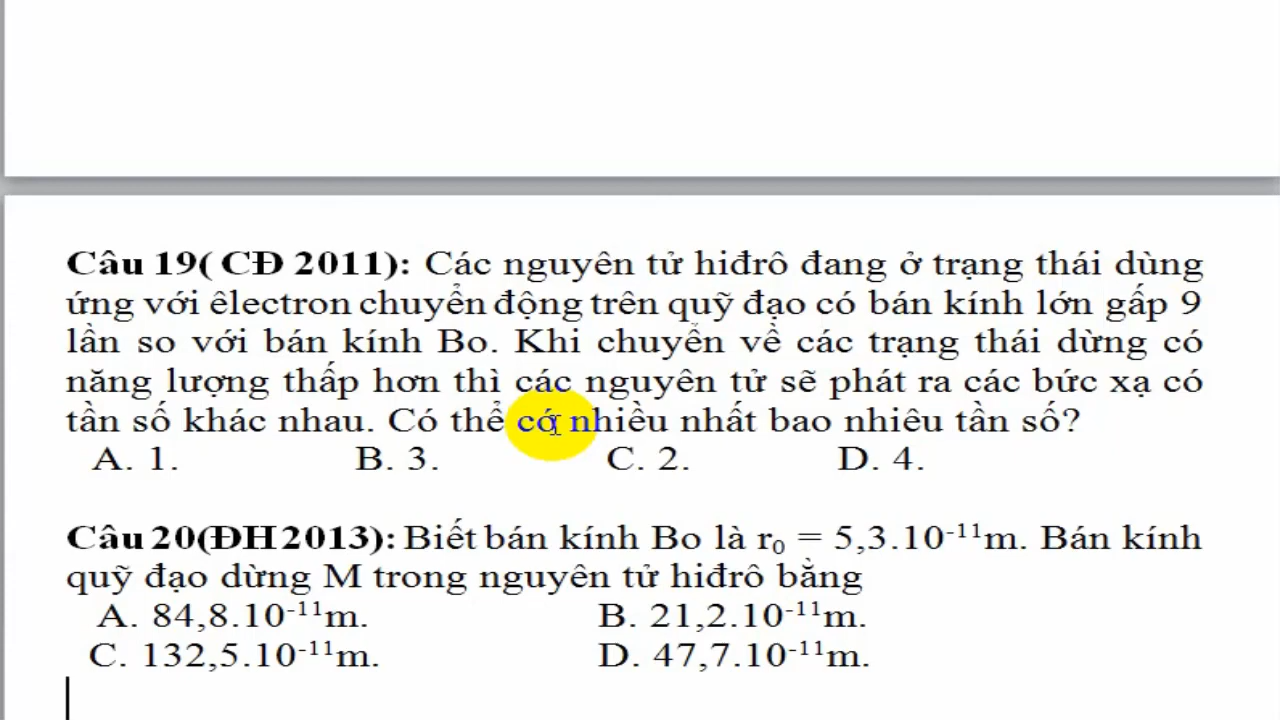 Câu 19( CĐ 2011): Các nguyên tử hiđrô đang ở trạng thái dùng
ứng với êlectron chuyển động trên quỹ đạo có bán kính lớn gấp 9
lần so với bán kính Bo. Khi chuyển về các trạng thái dừng có
năng lượng thấp hơn thì các nguyên tử sẽ phát ra các bức xạ có
tần số khác nhau. Có thể có nhiều nhất bao nhiêu tần số?
A. 1. B. 3. C. 2. D. 4.
Câu 20(ĐH 2013): Biết bán kính Bo là r₀ = 5,3.10⁻¹¹m. Bán kính
quỹ đạo dừng M trong nguyên tử hiđrô bằng
A. 84,8.10⁻¹¹m. B. 21,2.10⁻¹¹m.
C. 132,5.10⁻¹¹m. D. 47,7.10⁻¹¹m.